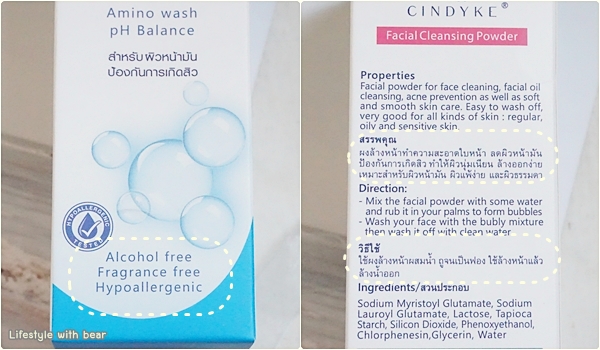 Amino wash
pH Balance
สำหรับ ผิวหน้ามัน
ป้องกันการเกิดสิว
HYPOALLERGENIC
TESTED
Alcohol free
Fragrance free
Hypoallergenic
Lifestyle with bear
CINDYKE®
Facial Cleansing Powder
Properties
Facial powder for face cleaning, facial oil
cleansing, acne prevention as well as soft
and smooth skin care. Easy to wash off,
very good for all kinds of skin : regular,
oily and sensitive skin.
สรรพคุณ
ผงล้างหน้าทำความสะอาดใบหน้า ลดผิวหน้ามัน
ป้องกันการเกิดสิว ทำให้ผิวนุ่มเนียน ล้างออกง่าย
เหมาะสำหรับผิวหน้ามัน ผิวแพ้ง่าย และผิวธรรมดา
Direction:
- Mix the facial powder with some water
and rub it in your palms to form bubbles
- Wash your face with the bubbly mixture
then wash it off with clean water
วิธีใช้
ใช้ผงล้างหน้าผสมน้ำ ถูจนเป็นฟอง ใช้ล้างหน้าแล้ว
ล้างน้ำออก
Ingredients/ส่วนประกอบ
Sodium Myristoyl Glutamate, Sodium
Lauroyl Glutamate, Lactose, Tapioca
Starch, Silicon Dioxide, Phenoxyethanol,
Chlorphenesin,Glycerin, Water